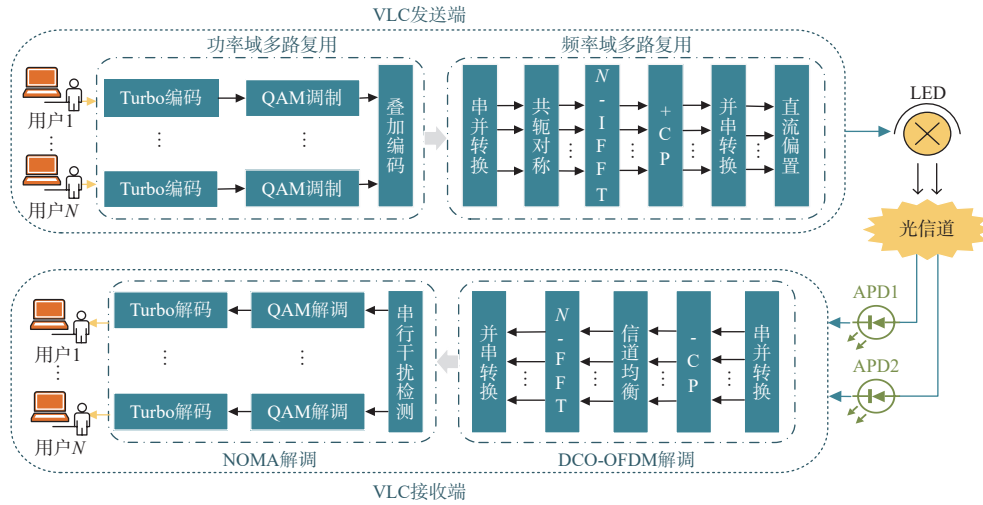 VLC发送端
功率域多路复用
频率域多路复用
用户1
Turbo编码
QAM调制
用户N
Turbo编码
QAM调制
叠加编码
串并转换
共轭对称
N-IFFT
+CP
并串转换
直流偏置
LED
光信道
APD1
APD2
用户1
Turbo解码
QAM解调
用户N
Turbo解码
QAM解调
串行干扰检测
并串转换
N-FFT
信道均衡
-CP
串并转换
NOMA解调
DCO-OFDM解调
VLC接收端